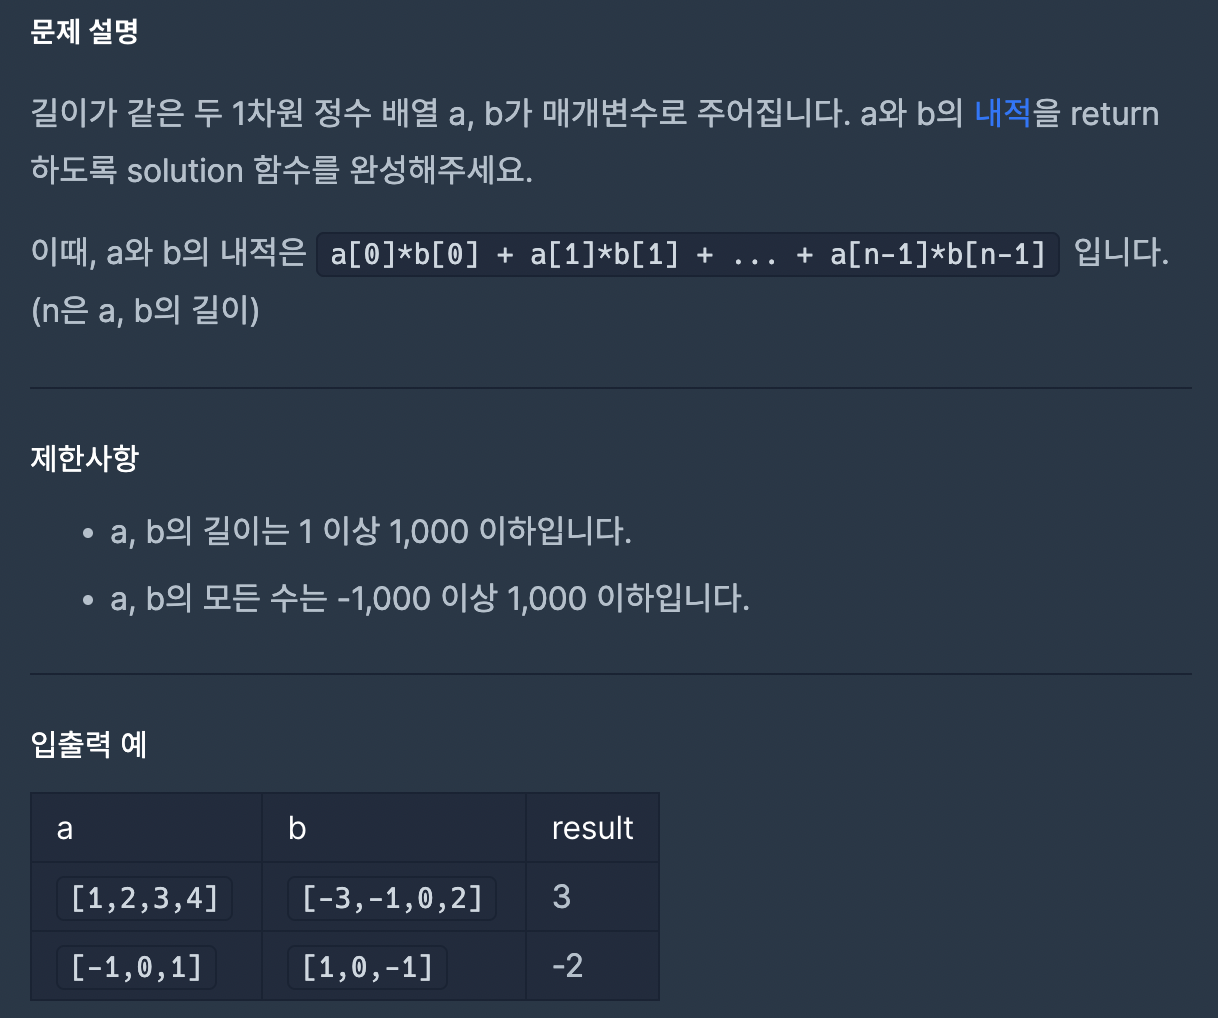 문제 설명
길이가 같은 두 1차원 정수 배열 a, b가 매개변수로 주어집니다. a와 b의 내적을 return
하도록 solution 함수를 완성해주세요.
이때, a와 b의 내적은 a[0]*b[0] + a[1]*b[1] + ... + a[n-1]*b[n-1] 입니다.
(n은 a, b의 길이)
제한사항
• a, b의 길이는 1 이상 1,000 이하입니다.
• a, b의 모든 수는 -1,000 이상 1,000 이하입니다.
입출력 예
a b result
[1,2,3,4] [-3,-1,0,2] 3
[-1,0,1] [1,0,-1] -2